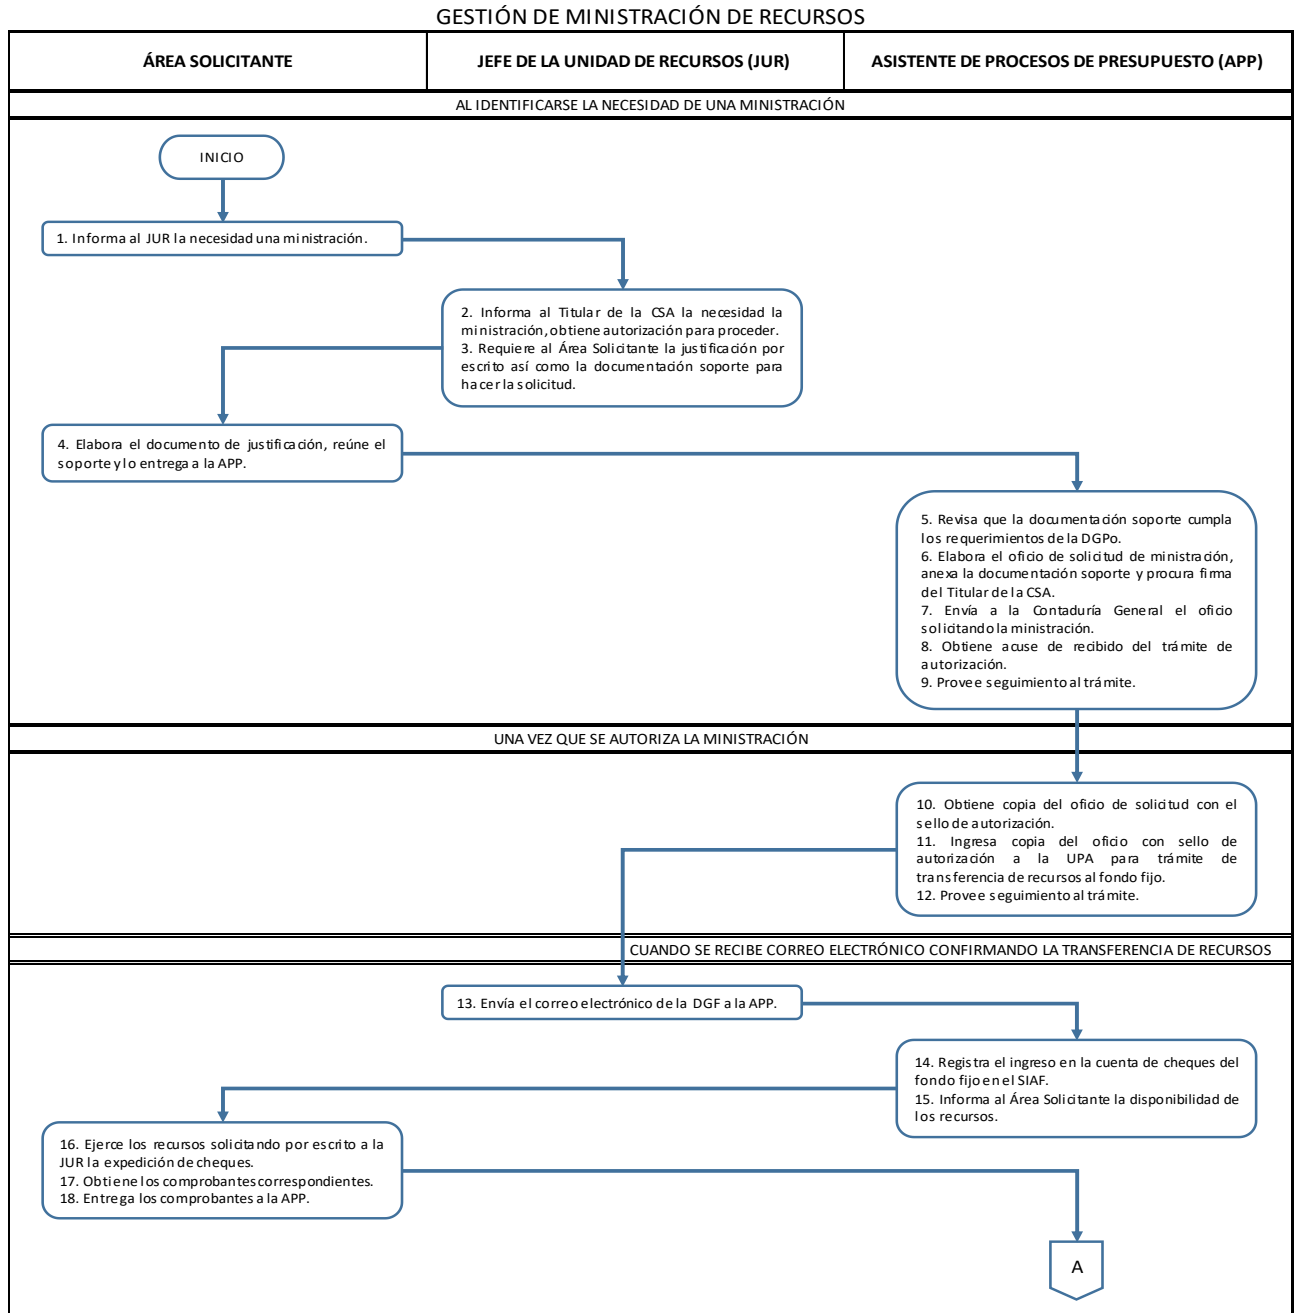 GESTIÓN DE MINISTRACIÓN DE RECURSOS
ÁREA SOLICITANTE
JEFE DE LA UNIDAD DE RECURSOS (JUR)
ASISTENTE DE PROCESOS DE PRESUPUESTO (APP)
AL IDENTIFICARSE LA NECESIDAD DE UNA MINISTRACIÓN
INICIO
1. Informa al JUR la necesidad una ministración.
2. Informa al Titular de la CSA la necesidad la
ministración, obtiene autorización para proceder.
3. Requiere al Área Solicitante la justificación por
escrito así como la documentación soporte para
hacer la solicitud.
4. Elabora el documento de justificación, reúne el
soporte y lo entrega a la APP.
5. Revisa que la documentación soporte cumpla
los requerimientos de la DGPo.
6. Elabora el oficio de solicitud de ministración,
anexa la documentación soporte y procura firma
del Titular de la CSA.
7. Envía a la Contaduría General el oficio
solicitando la ministración.
8. Obtiene acuse de recibido del trámite de
autorización.
9. Provee seguimiento al trámite.
UNA VEZ QUE SE AUTORIZA LA MINISTRACIÓN
10. Obtiene copia del oficio de solicitud con el
sello de autorización.
11. Ingresa copia del oficio con sello de
autorización a la UPA para trámite de
transferencia de recursos al fondo fijo.
12. Provee seguimiento al trámite.
CUANDO SE RECIBE CORREO ELECTRÓNICO CONFIRMANDO LA TRANSFERENCIA DE RECURSOS
13. Envía el correo electrónico de la DGF a la APP.
14. Registra el ingreso en la cuenta de cheques del
fondo fijo en el SIAF.
15. Informa al Área Solicitante la disponibilidad de
los recursos.
16. Ejerce los recursos solicitando por escrito a la
JUR la expedición de cheques.
17. Obtiene los comprobantes correspondientes.
18. Entrega los comprobantes a la APP.
A